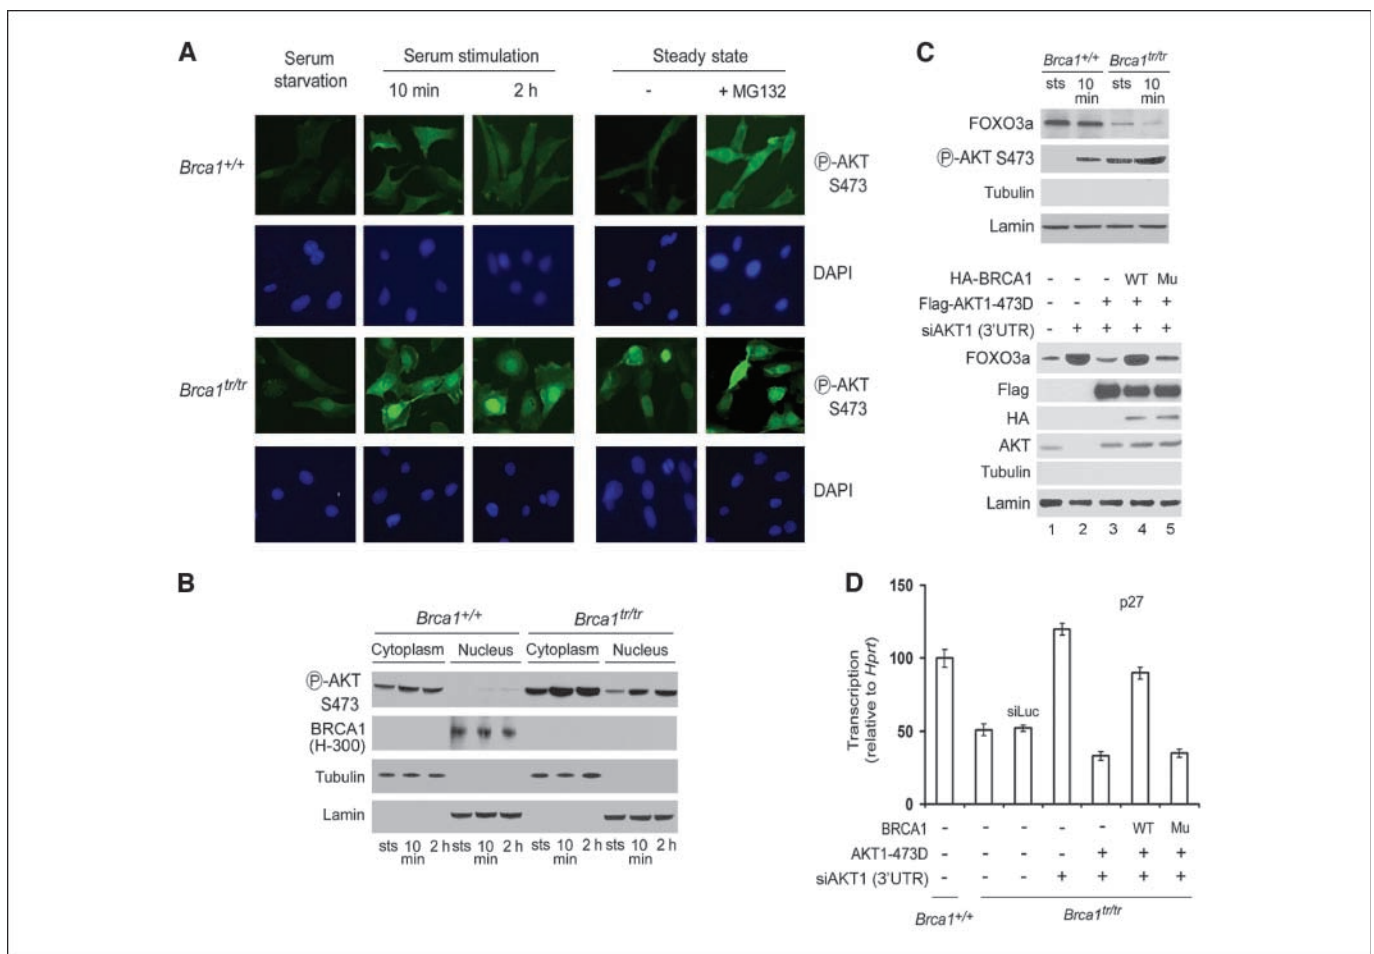 A
Serum starvation
Serum stimulation
Steady state
10 min
2 h
-
+ MG132
Brca1+/+
Ⓟ-AKT
S473
DAPI
Brca1tr/tr
Ⓟ-AKT
S473
DAPI
B
Brca1+/+
Brca1tr/tr
Cytoplasm Nucleus Cytoplasm Nucleus
Ⓟ-AKT
S473
BRCA1
(H-300)
Tubulin
Lamin
sts 10 min 2 h sts 10 min 2 h sts 10 min 2 h sts 10 min 2 h
C
Brca1+/+ Brca1tr/tr
sts 10 min sts 10 min
FOXO3a
Ⓟ-AKT S473
Tubulin
Lamin
HA-BRCA1 - - - WT Mu
Flag-AKT1-473D - - + + +
siAKT1 (3'UTR) - + + + +
FOXO3a
Flag
HA
AKT
Tubulin
Lamin
1 2 3 4 5
D
p27
Transcription
(relative to Hprt)
150
100
50
0
siLuc
BRCA1 - - - - - WT Mu
AKT1-473D - - - - + + +
siAKT1 (3'UTR) - - - + + + +
Brca1+/+
Brca1tr/tr